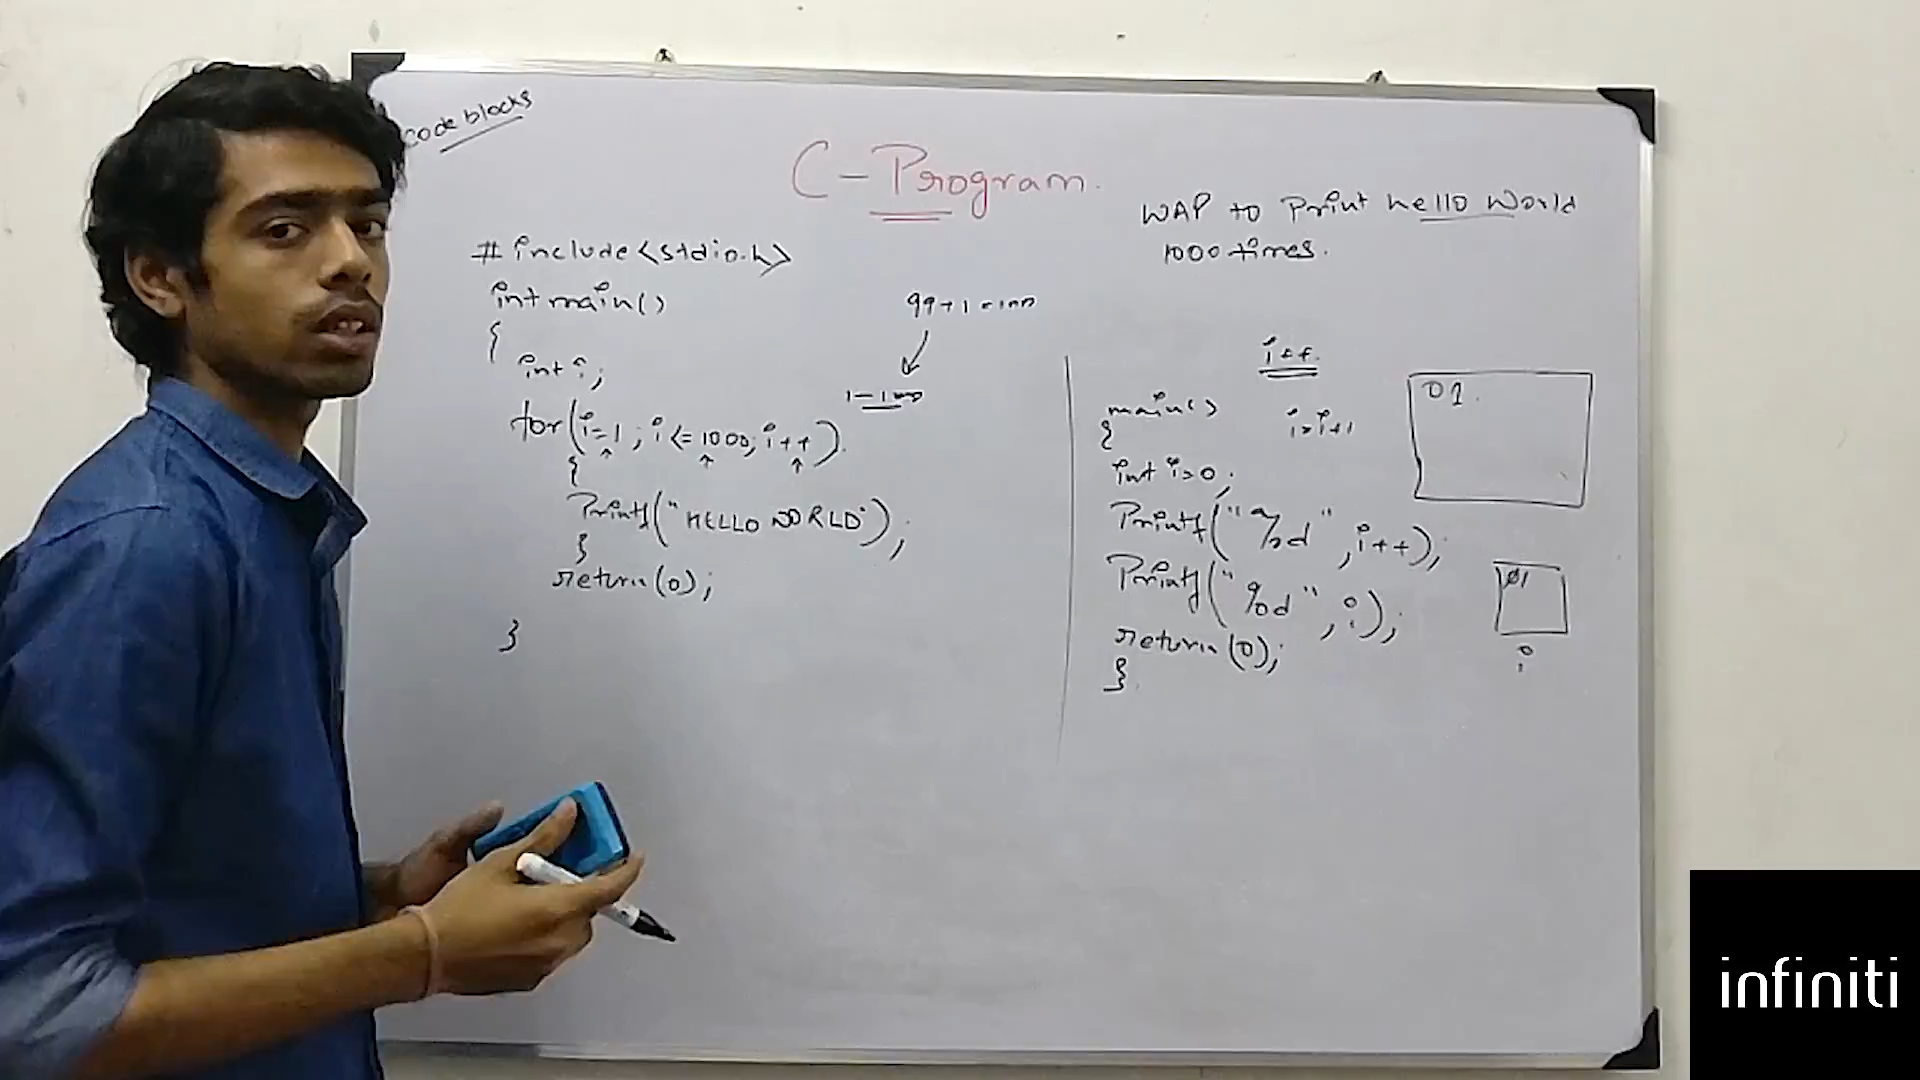 code blocks
C-Program.
WAP to Print hello World
1000 times.
#include<stdio.h>
int main()
{
int i;
for(i=1; i<=1000; i++).
{
Printf("HELLO WORLD");
}
return(0);
}
99+1=100
1-100
i++.
i=i+1
main()
{
int i=0;
Printf("%d",i++);
Printf("%d",i);
return(0);
}.
01.
01
i
infiniti